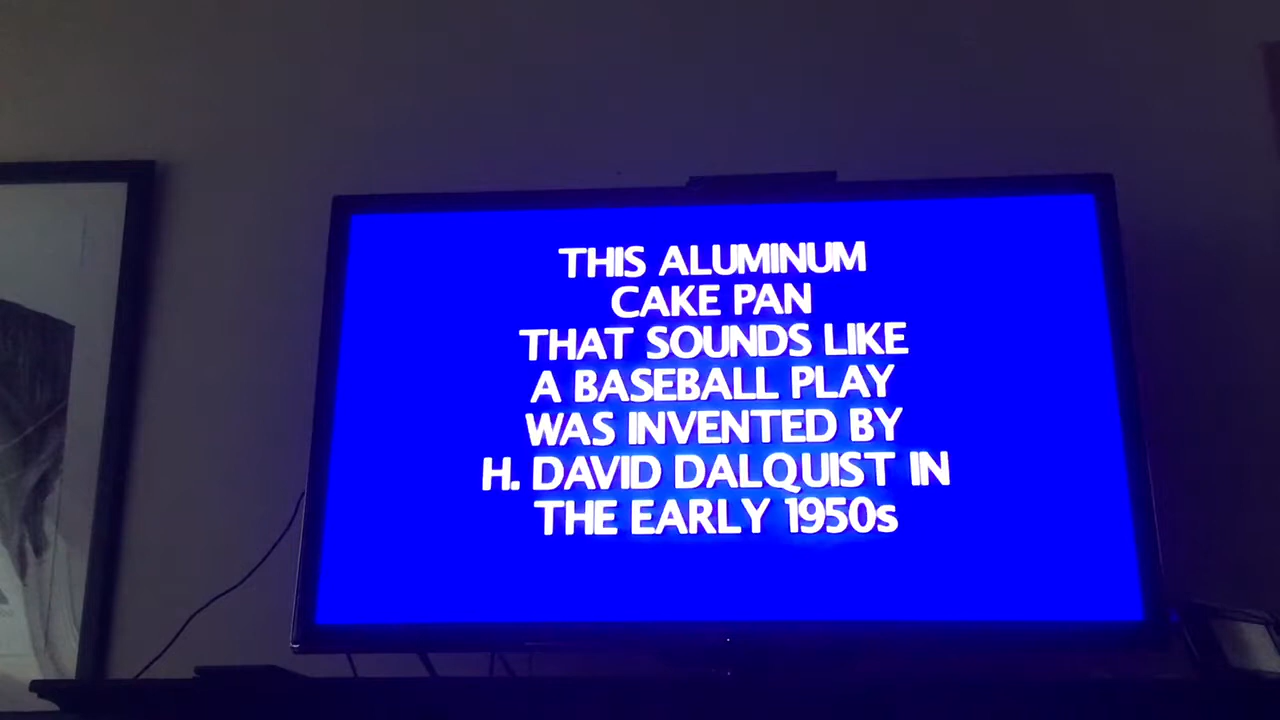 THIS ALUMINUM
CAKE PAN
THAT SOUNDS LIKE
A BASEBALL PLAY
WAS INVENTED BY
H. DAVID DALQUIST IN
THE EARLY 1950s